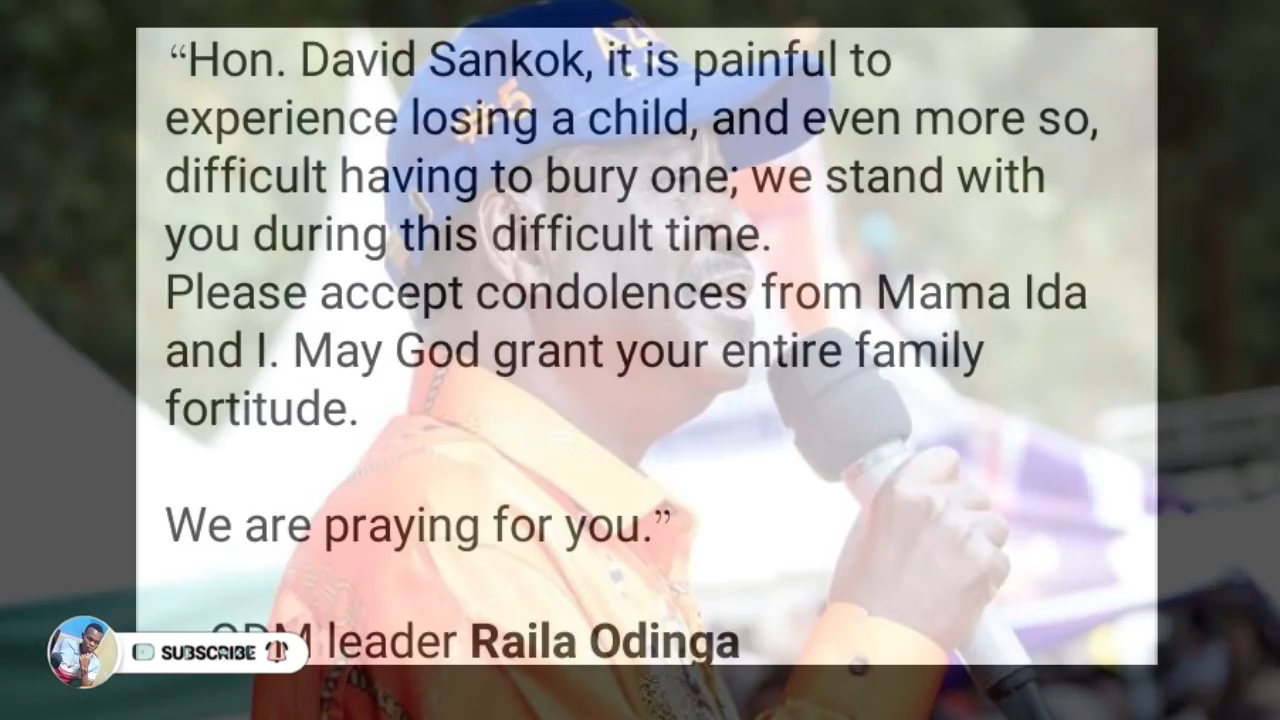 “Hon. David Sankok, it is painful to
experience losing a child, and even more so,
difficult having to bury one; we stand with
you during this difficult time.
Please accept condolences from Mama Ida
and I. May God grant your entire family
fortitude.
We are praying for you.”
ODM leader Raila Odinga
SUBSCRIBE